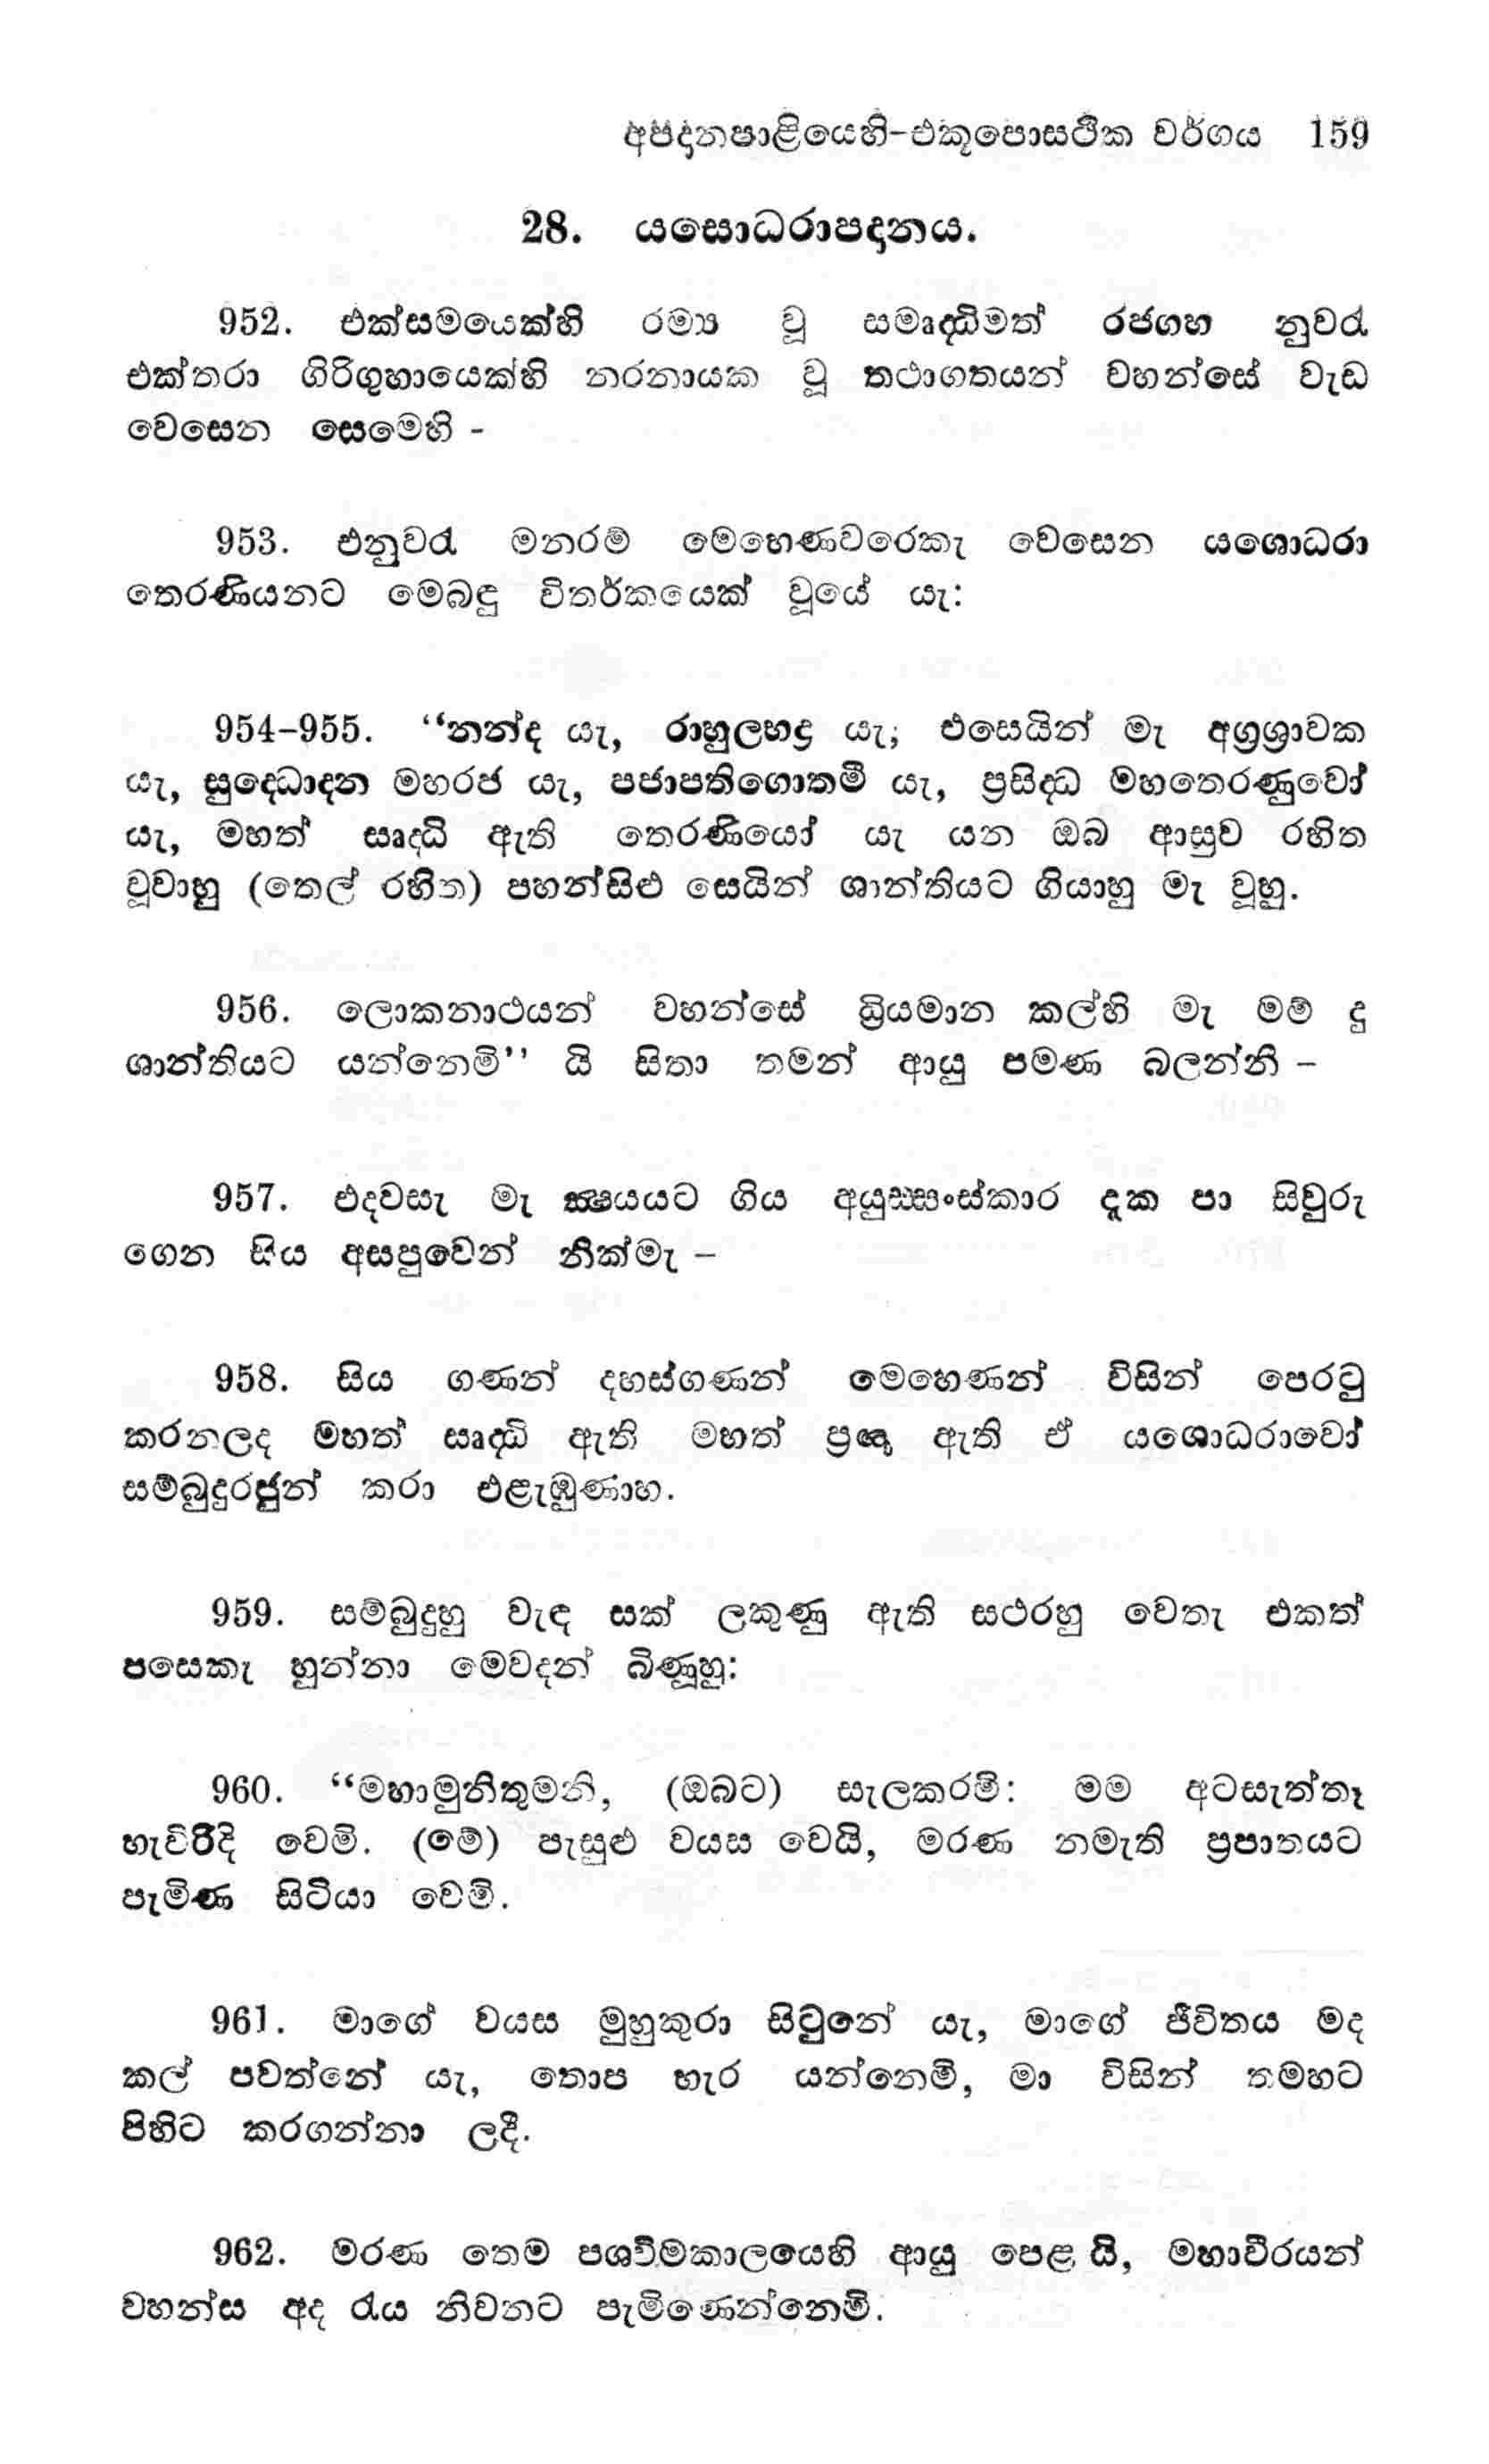 අපදානපාළියෙහි-එකූපොසථික වර්ගය 159
28. යසොධරාපදානය.
952. එක්සමයෙක්හි රම්‍ය වූ සමෘද්ධිමත් රජගහ නුවරැ
එක්තරා ගිරිගුහායෙක්හි නරනායක වූ තථාගතයන් වහන්සේ වැඩ
වෙසෙන සෙමෙහි -
953. එනුවරැ මනරම් මෙහෙණවරෙකැ වෙසෙන යශොධරා
තෙරණියනට මෙබඳු විතර්කයෙක් වූයේ යැ:
954-955. “නන්ද යැ, රාහුලභද්‍ර යැ, එසෙයින් මැ අග්‍රශ්‍රාවක
යැ, සුද්ධොදන මහරජ යැ, පජාපතිගොතමී යැ, ප්‍රසිද්ධ මහතෙරණුවෝ
යැ, මහත් සෘද්ධි ඇති තෙරණියෝ යැ යන ඔබ ආසුව රහිත
වූවාහු (තෙල් රහිත) පහන්සිළු සෙයින් ශාන්තියට ගියාහු මැ වූහු.
956. ලොකනාථයන් වහන්සේ ධ්‍රියමාන කල්හි මැ මම් දු
ශාන්තියට යන්නෙමි” යි සිතා තමන් ආයු පමණ බලන්නී -
957. එදවසැ මැ ක්‍ෂයයට ගිය අයුස්සංස්කාර දැක පා සිවුරු
ගෙන සිය අසපුවෙන් නික්මැ -
958. සිය ගණන් දහස්ගණන් මෙහෙණන් විසින් පෙරටු
කරනලද මහත් සෘද්ධි ඇති මහත් ප්‍රඥා ඇති ඒ යශොධරාවෝ
සම්බුදුරජුන් කරා එළැඹුණාහ.
959. සම්බුදුහු වැඳ සක් ලකුණු ඇති සථරහු වෙතැ එකත්
පසෙකැ හුන්නා මෙවදන් බිණූහු:
960. “මහාමුනිතුමනි, (ඔබට) සැලකරමි: මම අටසැත්තෑ
හැවිරිදි වෙමි. (මේ) පැසුළු වයස වෙයි, මරණ නමැති ප්‍රපාතයට
පැමිණ සිටියා වෙමි.
961. මාගේ වයස මුහුකුරා සිටුනේ යැ, මාගේ ජීවිතය මද
කල් පවත්නේ යැ, තොප හැර යන්නෙමි, මා විසින් තමහට
පිහිට කරගන්නා ලදී.
962. මරණ තෙම පශ්චිමකාලයෙහි ආයු පෙළ යි, මහාවීරයන්
වහන්ස අද රැය නිවනට පැමිණෙන්නෙමි.